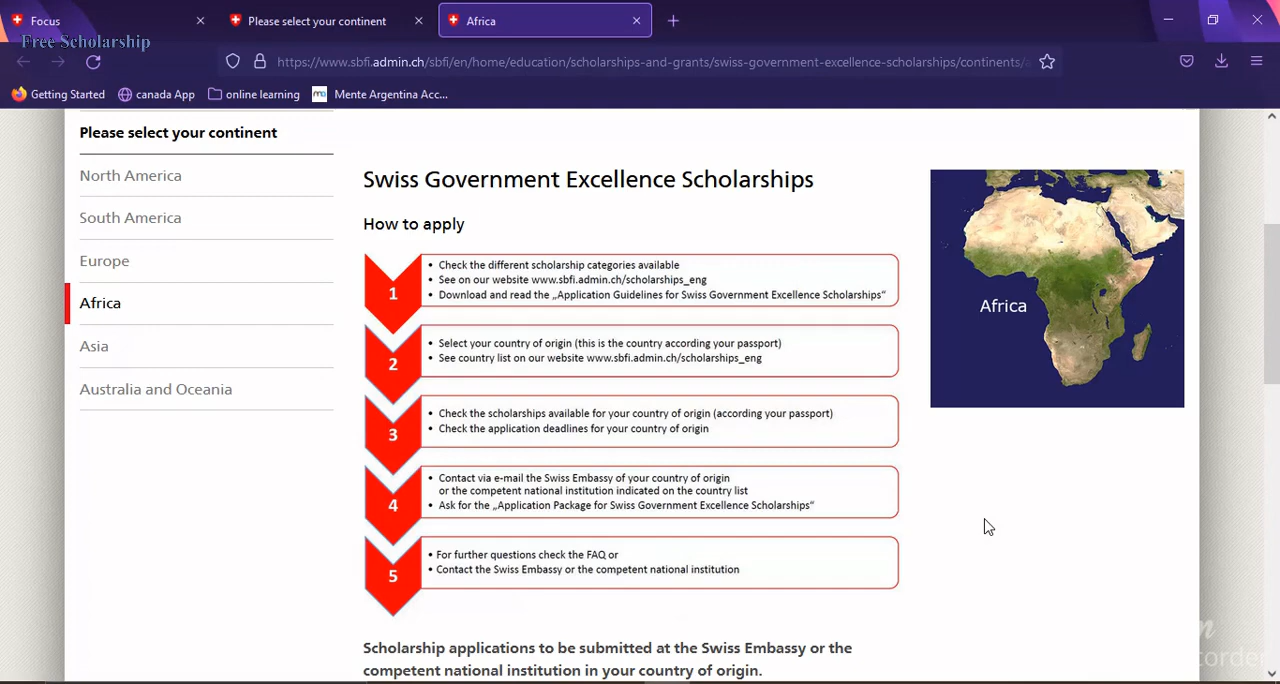 Focus
Please select your continent
Africa
Free Scholarship
https://www.sbfi.admin.ch/sbfi/en/home/education/scholarships-and-grants/swiss-government-excellence-scholarships/continents/
Getting Started
canada App
online learning
Mente Argentina Acc...
Please select your continent
North America
South America
Europe
Africa
Asia
Australia and Oceania
Swiss Government Excellence Scholarships
How to apply
1
• Check the different scholarship categories available
• See on our website www.sbfi.admin.ch/scholarships_eng
• Download and read the „Application Guidelines for Swiss Government Excellence Scholarships“
2
• Select your country of origin (this is the country according your passport)
• See country list on our website www.sbfi.admin.ch/scholarships_eng
3
• Check the scholarships available for your country of origin (according your passport)
• Check the application deadlines for your country of origin
4
• Contact via e-mail the Swiss Embassy of your country of origin
or the competent national institution indicated on the country list
• Ask for the „Application Package for Swiss Government Excellence Scholarships“
5
• For further questions check the FAQ or
• Contact the Swiss Embassy or the competent national institution
Africa
Scholarship applications to be submitted at the Swiss Embassy or the
competent national institution in your country of origin.